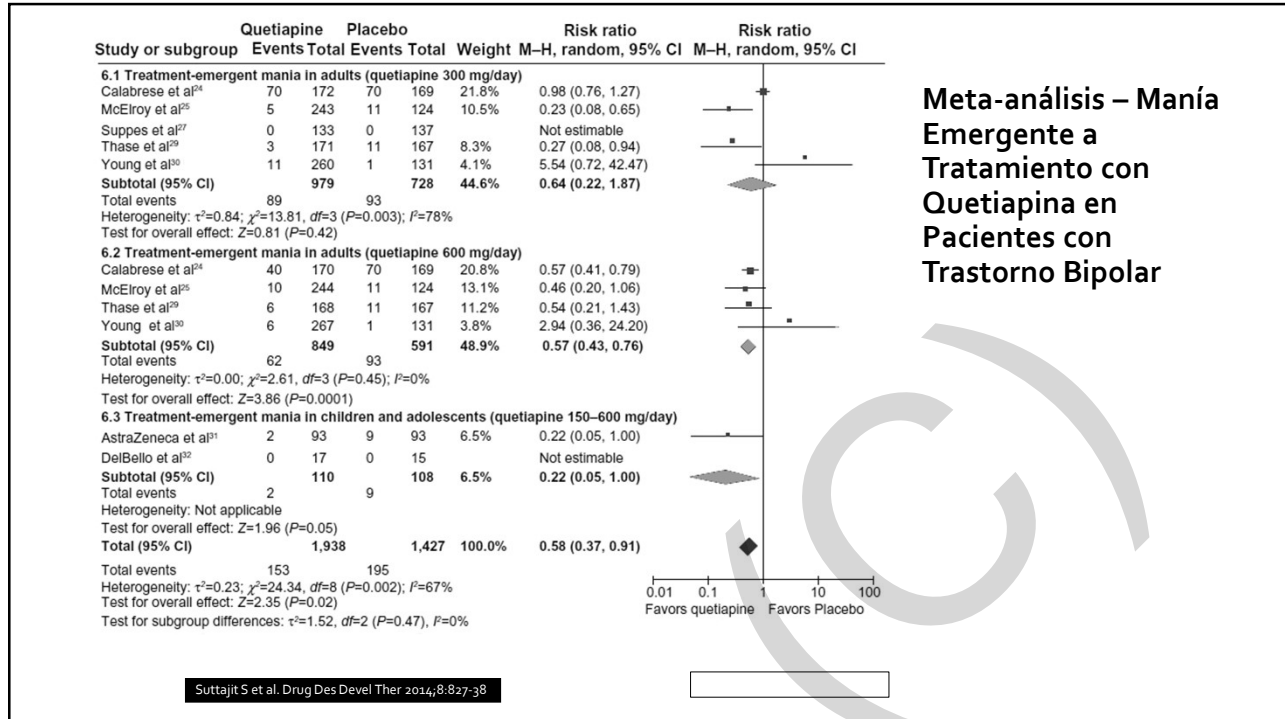 Quetiapine Placebo Risk ratio Risk ratio
Study or subgroup Events Total Events Total Weight M–H, random, 95% CI M–H, random, 95% CI
6.1 Treatment-emergent mania in adults (quetiapine 300 mg/day)
Calabrese et al²⁴ 70 172 70 169 21.8% 0.98 (0.76, 1.27)
McElroy et al²⁵ 5 243 11 124 10.5% 0.23 (0.08, 0.65)
Suppes et al²⁷ 0 133 0 137 Not estimable
Thase et al²⁹ 3 171 11 167 8.3% 0.27 (0.08, 0.94)
Young et al³⁰ 11 260 1 131 4.1% 5.54 (0.72, 42.47)
Subtotal (95% CI) 979 728 44.6% 0.64 (0.22, 1.87)
Total events 89 93
Heterogeneity: τ²=0.84; χ²=13.81, df=3 (P=0.003); I²=78%
Test for overall effect: Z=0.81 (P=0.42)
6.2 Treatment-emergent mania in adults (quetiapine 600 mg/day)
Calabrese et al²⁴ 40 170 70 169 20.8% 0.57 (0.41, 0.79)
McElroy et al²⁵ 10 244 11 124 13.1% 0.46 (0.20, 1.06)
Thase et al²⁹ 6 168 11 167 11.2% 0.54 (0.21, 1.43)
Young et al³⁰ 6 267 1 131 3.8% 2.94 (0.36, 24.20)
Subtotal (95% CI) 849 591 48.9% 0.57 (0.43, 0.76)
Total events 62 93
Heterogeneity: τ²=0.00; χ²=2.61, df=3 (P=0.45); I²=0%
Test for overall effect: Z=3.86 (P=0.0001)
6.3 Treatment-emergent mania in children and adolescents (quetiapine 150–600 mg/day)
AstraZeneca et al³¹ 2 93 9 93 6.5% 0.22 (0.05, 1.00)
DelBello et al³² 0 17 0 15 Not estimable
Subtotal (95% CI) 110 108 6.5% 0.22 (0.05, 1.00)
Total events 2 9
Heterogeneity: Not applicable
Test for overall effect: Z=1.96 (P=0.05)
Total (95% CI) 1,938 1,427 100.0% 0.58 (0.37, 0.91)
Total events 153 195
Heterogeneity: τ²=0.23; χ²=24.34, df=8 (P=0.002); I²=67%
Test for overall effect: Z=2.35 (P=0.02)
Test for subgroup differences: τ²=1.52, df=2 (P=0.47), I²=0%
0.01 0.1 1 10 100
Favors quetiapine Favors Placebo
Meta-análisis – Manía
Emergente a
Tratamiento con
Quetiapina en
Pacientes con
Trastorno Bipolar
Suttajit S et al. Drug Des Devel Ther 2014;8:827-38
(C)